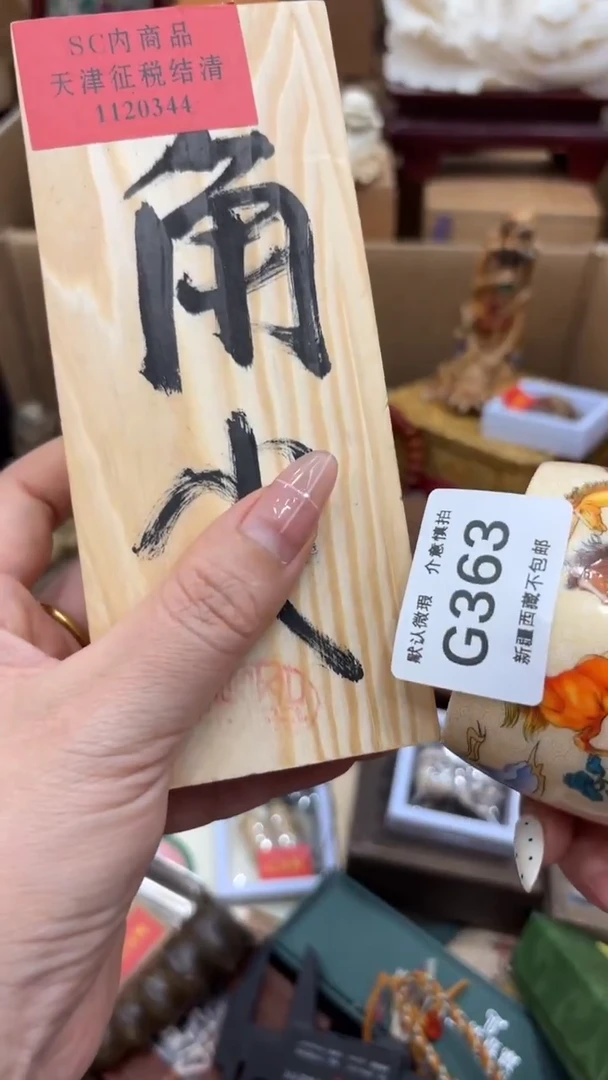 SC内商品
天津征税结清
1120344
角
火
默认微瑕 介意慎拍
G363
新疆西藏不包邮